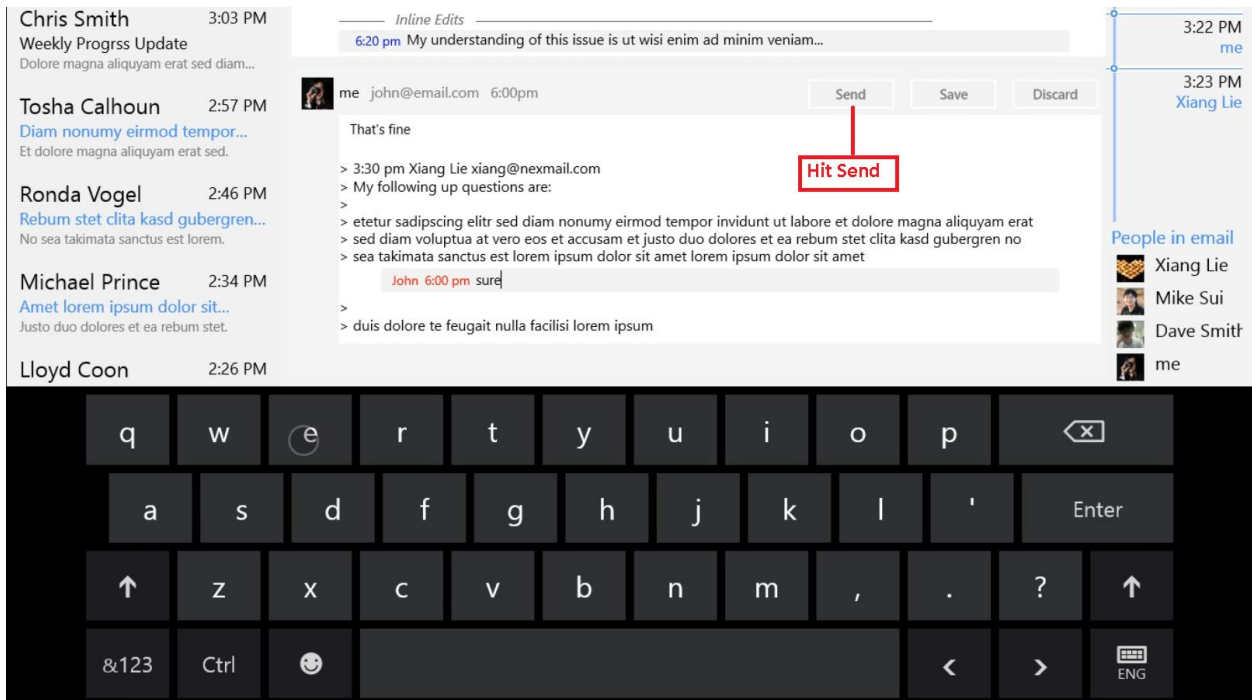 Chris Smith 3:03 PM
Weekly Progrss Update
Dolore magna aliquyam erat sed diam...
Tosha Calhoun 2:57 PM
Diam nonumy eirmod tempor...
Et dolore magna aliquyam erat sed.
Ronda Vogel 2:46 PM
Rebum stet clita kasd gubergren...
No sea takimata sanctus est lorem.
Michael Prince 2:34 PM
Amet lorem ipsum dolor sit...
Justo duo dolores et ea rebum stet.
Lloyd Coon 2:26 PM
Inline Edits
6:20 pm My understanding of this issue is ut wisi enim ad minim veniam...
me john@email.com 6:00pm
Send Save Discard
Hit Send
That's fine
> 3:30 pm Xiang Lie xiang@nexmail.com
> My following up questions are:
>
> etetur sadipscing elitr sed diam nonumy eirmod tempor invidunt ut labore et dolore magna aliquyam erat
> sed diam voluptua at vero eos et accusam et justo duo dolores et ea rebum stet clita kasd gubergren no
> sea takimata sanctus est lorem ipsum dolor sit amet lorem ipsum dolor sit amet
John 6:00 pm sure
>
> duis dolore te feugait nulla facilisi lorem ipsum
3:22 PM
me
3:23 PM
Xiang Lie
People in email
Xiang Lie
Mike Sui
Dave Smith
me
q w e r t y u i o p
a s d f g h j k l ' Enter
z x c v b n m , . ?
&123 Ctrl < > ENG